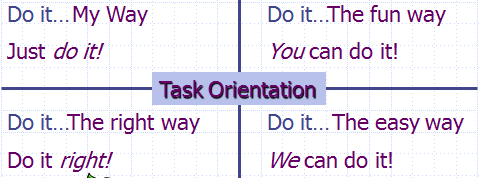 Do it...My Way
Just do it!
Do it...The fun way
You can do it!
Task Orientation
Do it...The right way
Do it right!
Do it... The easy way
We can do it!